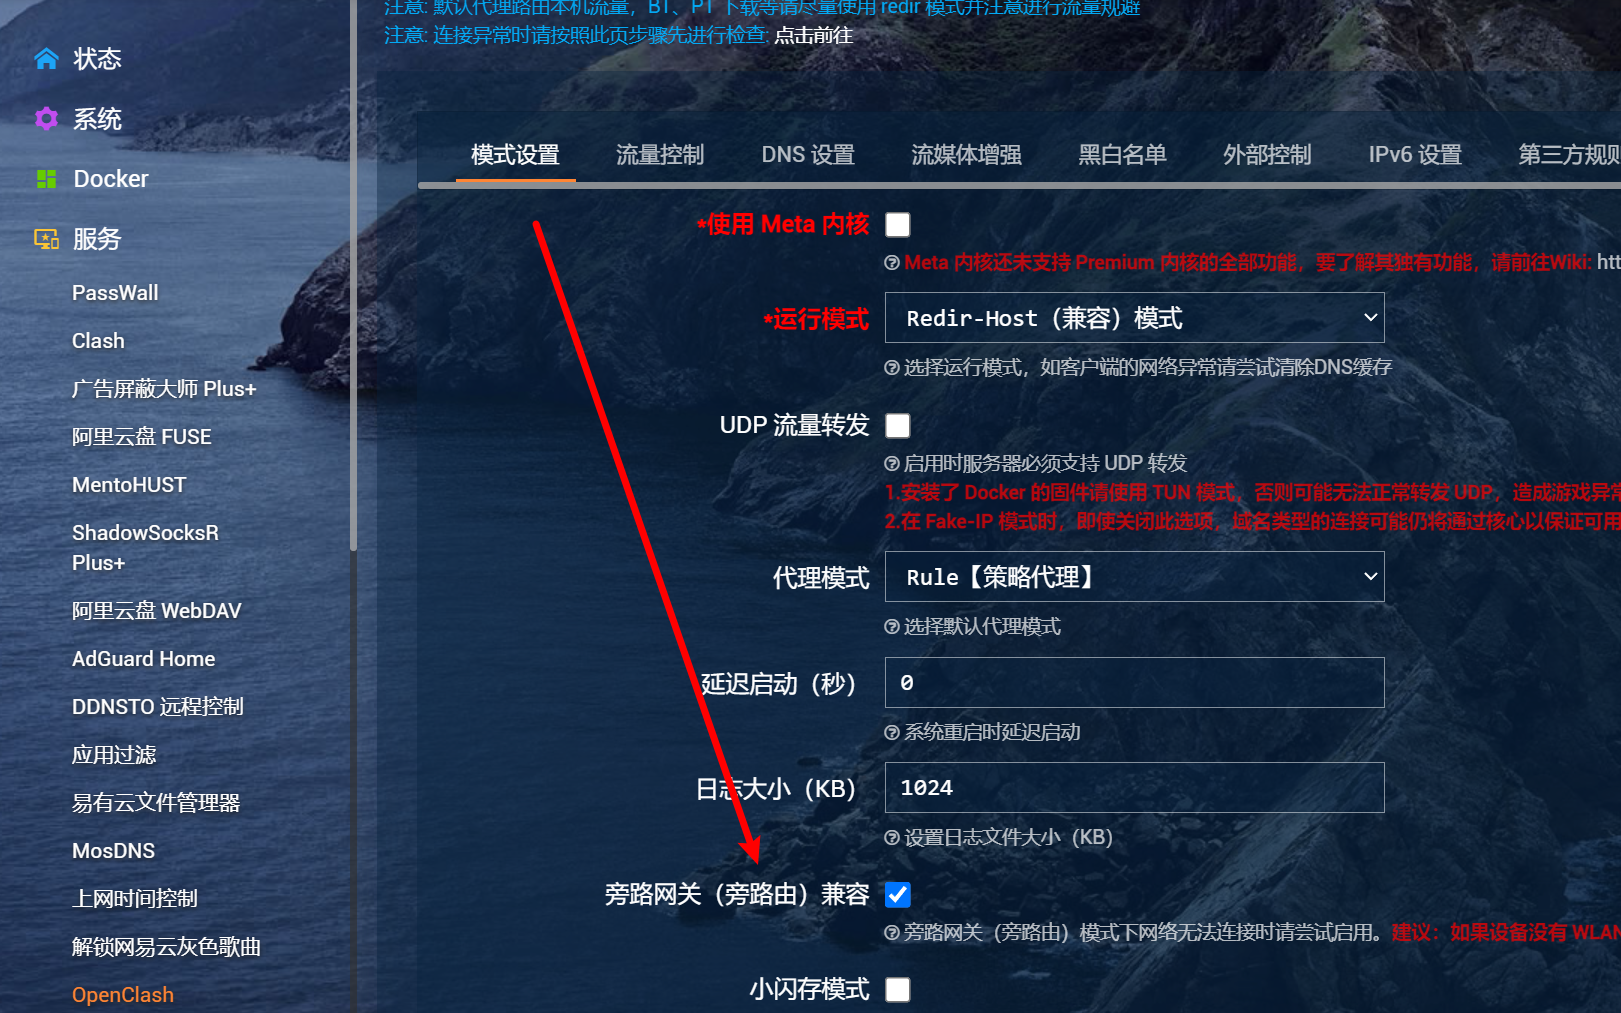 注意: 默认代理路由本机流量，BT、PT 下载等请尽量使用 redir 模式并注意进行流量规避
注意: 连接异常时请按照此页步骤先进行检查: 点击前往
状态
系统
Docker
服务
PassWall
Clash
广告屏蔽大师 Plus+
阿里云盘 FUSE
MentoHUST
ShadowSocksR
Plus+
阿里云盘 WebDAV
AdGuard Home
DDNSTO 远程控制
应用过滤
易有云文件管理器
MosDNS
上网时间控制
解锁网易云灰色歌曲
OpenClash
模式设置 流量控制 DNS 设置 流媒体增强 黑白名单 外部控制 IPv6 设置 第三方规则
*使用 Meta 内核
Meta 内核还未支持 Premium 内核的全部功能，要了解其独有功能，请前往Wiki: htt
*运行模式 Redir-Host（兼容）模式
选择运行模式，如客户端的网络异常请尝试清除DNS缓存
UDP 流量转发
启用时服务器必须支持 UDP 转发
1.安装了 Docker 的固件请使用 TUN 模式，否则可能无法正常转发 UDP，造成游戏异常
2.在 Fake-IP 模式时，即使关闭此选项，域名类型的连接可能仍将通过核心以保证可用
代理模式 Rule【策略代理】
选择默认代理模式
延迟启动（秒） 0
系统重启时延迟启动
日志大小（KB） 1024
设置日志文件大小（KB）
旁路网关（旁路由）兼容
旁路网关（旁路由）模式下网络无法连接时请尝试启用。建议：如果设备没有 WLAN
小闪存模式